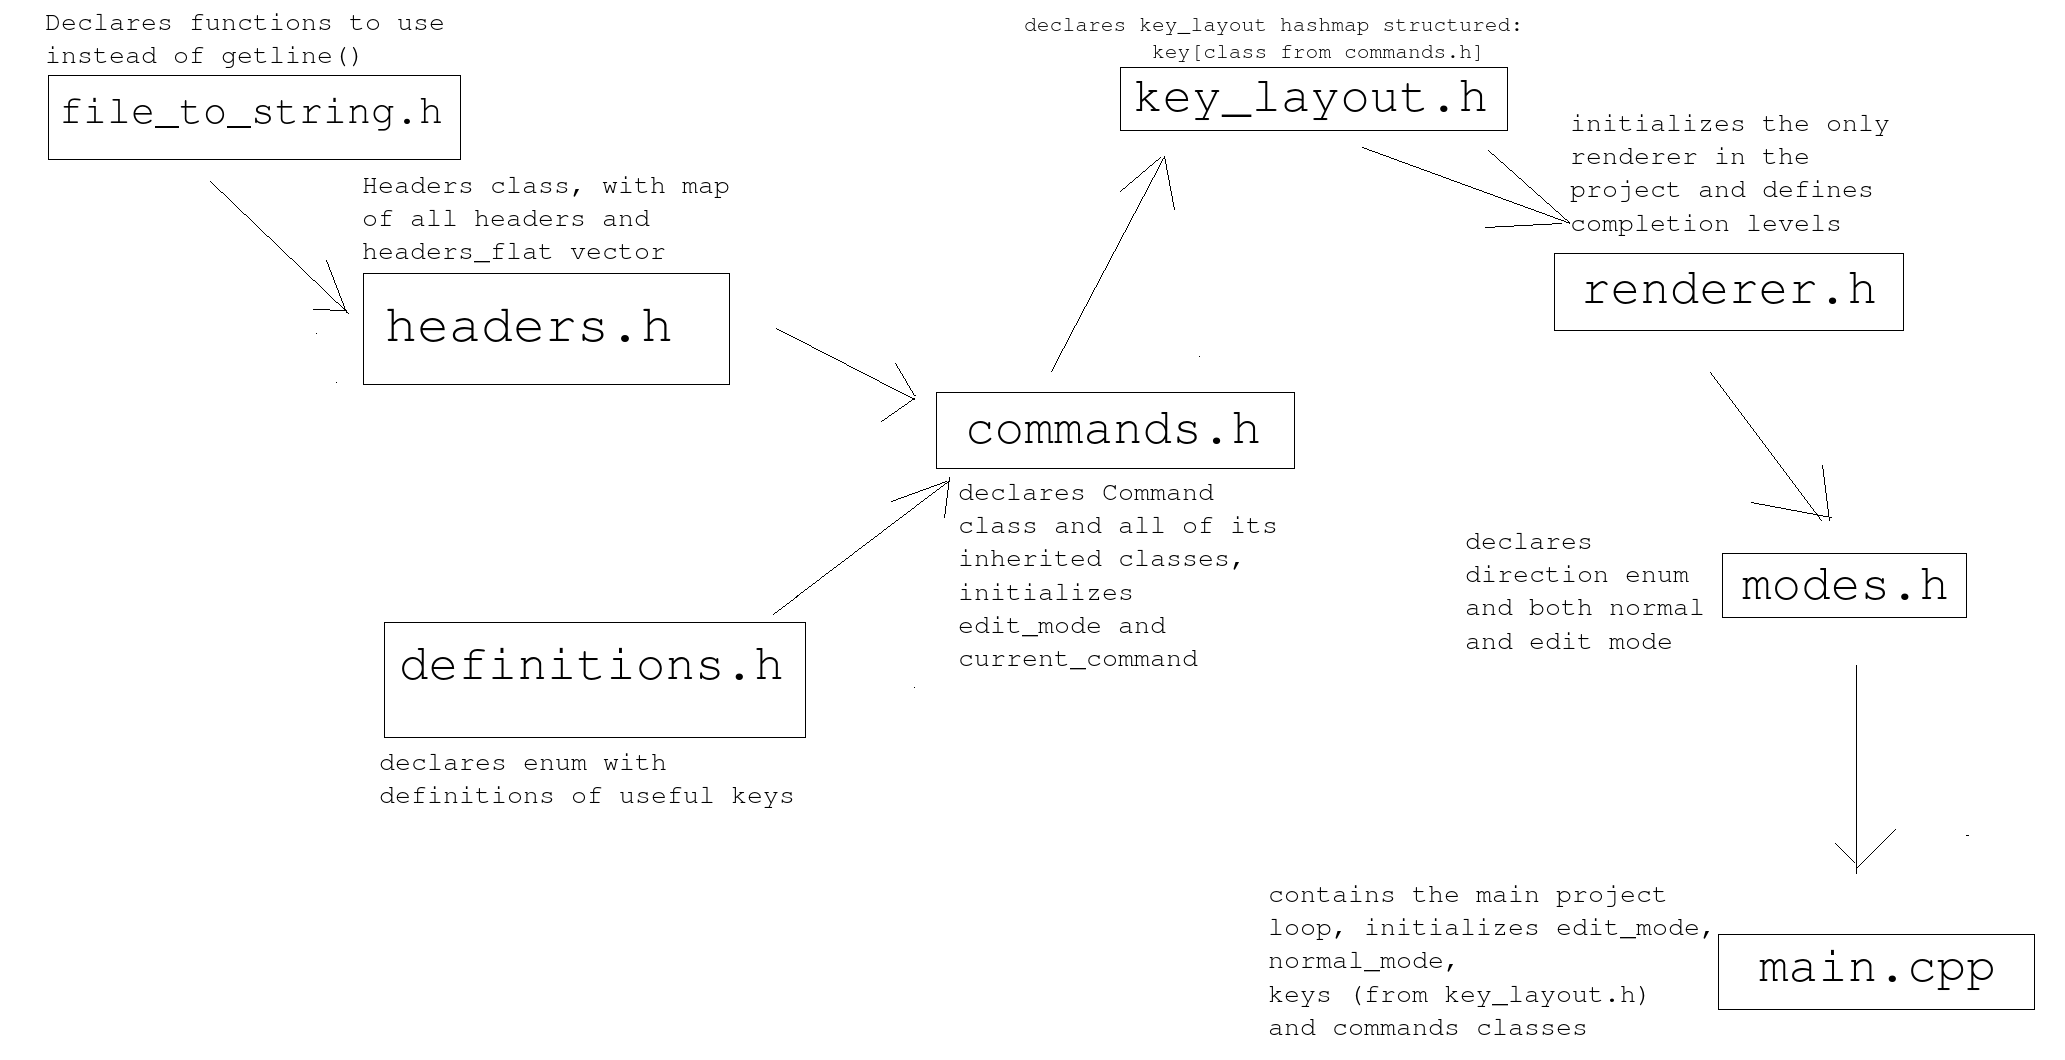 Declares functions to use
instead of getline()
file_to_string.h
Headers class, with map
of all headers and
headers_flat vector
headers.h
declares key_layout hashmap structured:
key[class from commands.h]
key_layout.h
initializes the only
renderer in the
project and defines
completion levels
renderer.h
commands.h
declares Command
class and all of its
inherited classes,
initializes
edit_mode and
current_command
definitions.h
declares enum with
definitions of useful keys
declares
direction enum
and both normal
and edit mode
modes.h
contains the main project
loop, initializes edit_mode,
normal_mode,
keys (from key_layout.h)
and commands classes
main.cpp